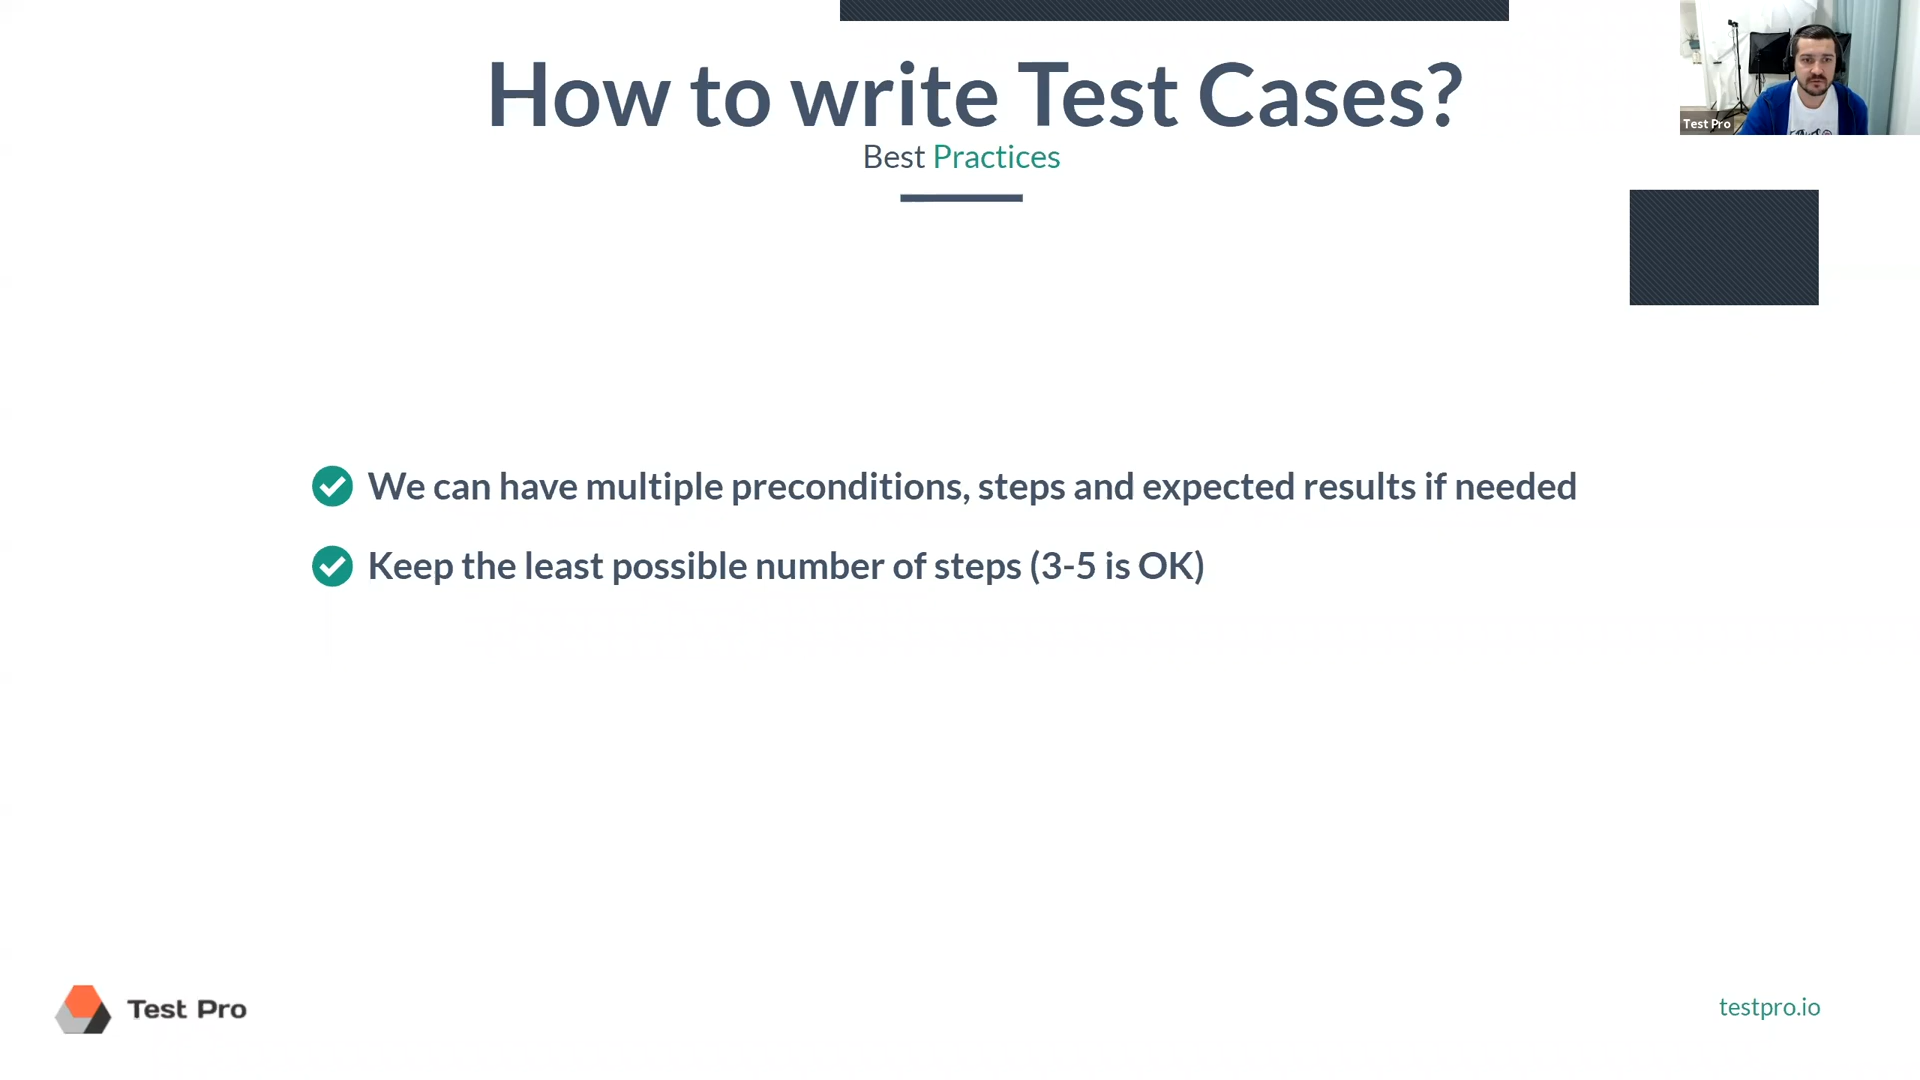 How to write Test Cases?
Test Pro
Best Practices
We can have multiple preconditions, steps and expected results if needed
Keep the least possible number of steps (3-5 is OK)
Test Pro
testpro.io